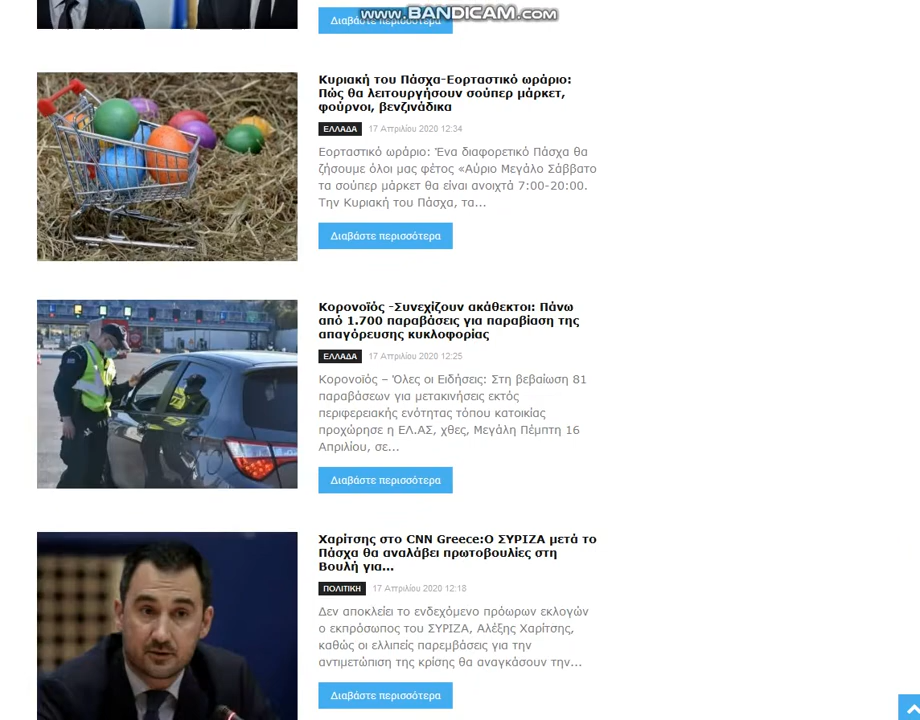 www.BANDICAM.com
Διαβάστε περισσότερα
Κυριακή του Πάσχα-Εορταστικό ωράριο:
Πώς θα λειτουργήσουν σούπερ μάρκετ,
φούρνοι, βενζινάδικα
ΕΛΛΑΔΑ 17 Απριλίου 2020 12:34
Εορταστικό ωράριο: Ένα διαφορετικό Πάσχα θα
ζήσουμε όλοι μας φέτος «Αύριο Μεγάλο Σάββατο
τα σούπερ μάρκετ θα είναι ανοιχτά 7:00-20:00.
Την Κυριακή του Πάσχα, τα...
Διαβάστε περισσότερα
Κορονοϊός -Συνεχίζουν ακάθεκτοι: Πάνω
από 1.700 παραβάσεις για παραβίαση της
απαγόρευσης κυκλοφορίας
ΕΛΛΑΔΑ 17 Απριλίου 2020 12:25
Κορονοϊός – Όλες οι Ειδήσεις: Στη βεβαίωση 81
παραβάσεων για μετακινήσεις εκτός
περιφερειακής ενότητας τόπου κατοικίας
προχώρησε η ΕΛ.ΑΣ, χθες, Μεγάλη Πέμπτη 16
Απριλίου, σε...
Διαβάστε περισσότερα
Χαρίτσης στο CNN Greece:Ο ΣΥΡΙΖΑ μετά το
Πάσχα θα αναλάβει πρωτοβουλίες στη
Βουλή για...
ΠΟΛΙΤΙΚΗ 17 Απριλίου 2020 12:18
Δεν αποκλείει το ενδεχόμενο πρόωρων εκλογών
ο εκπρόσωπος του ΣΥΡΙΖΑ, Αλέξης Χαρίτσης,
καθώς οι ελλιπείς παρεμβάσεις για την
αντιμετώπιση της κρίσης θα αναγκάσουν την...
Διαβάστε περισσότερα